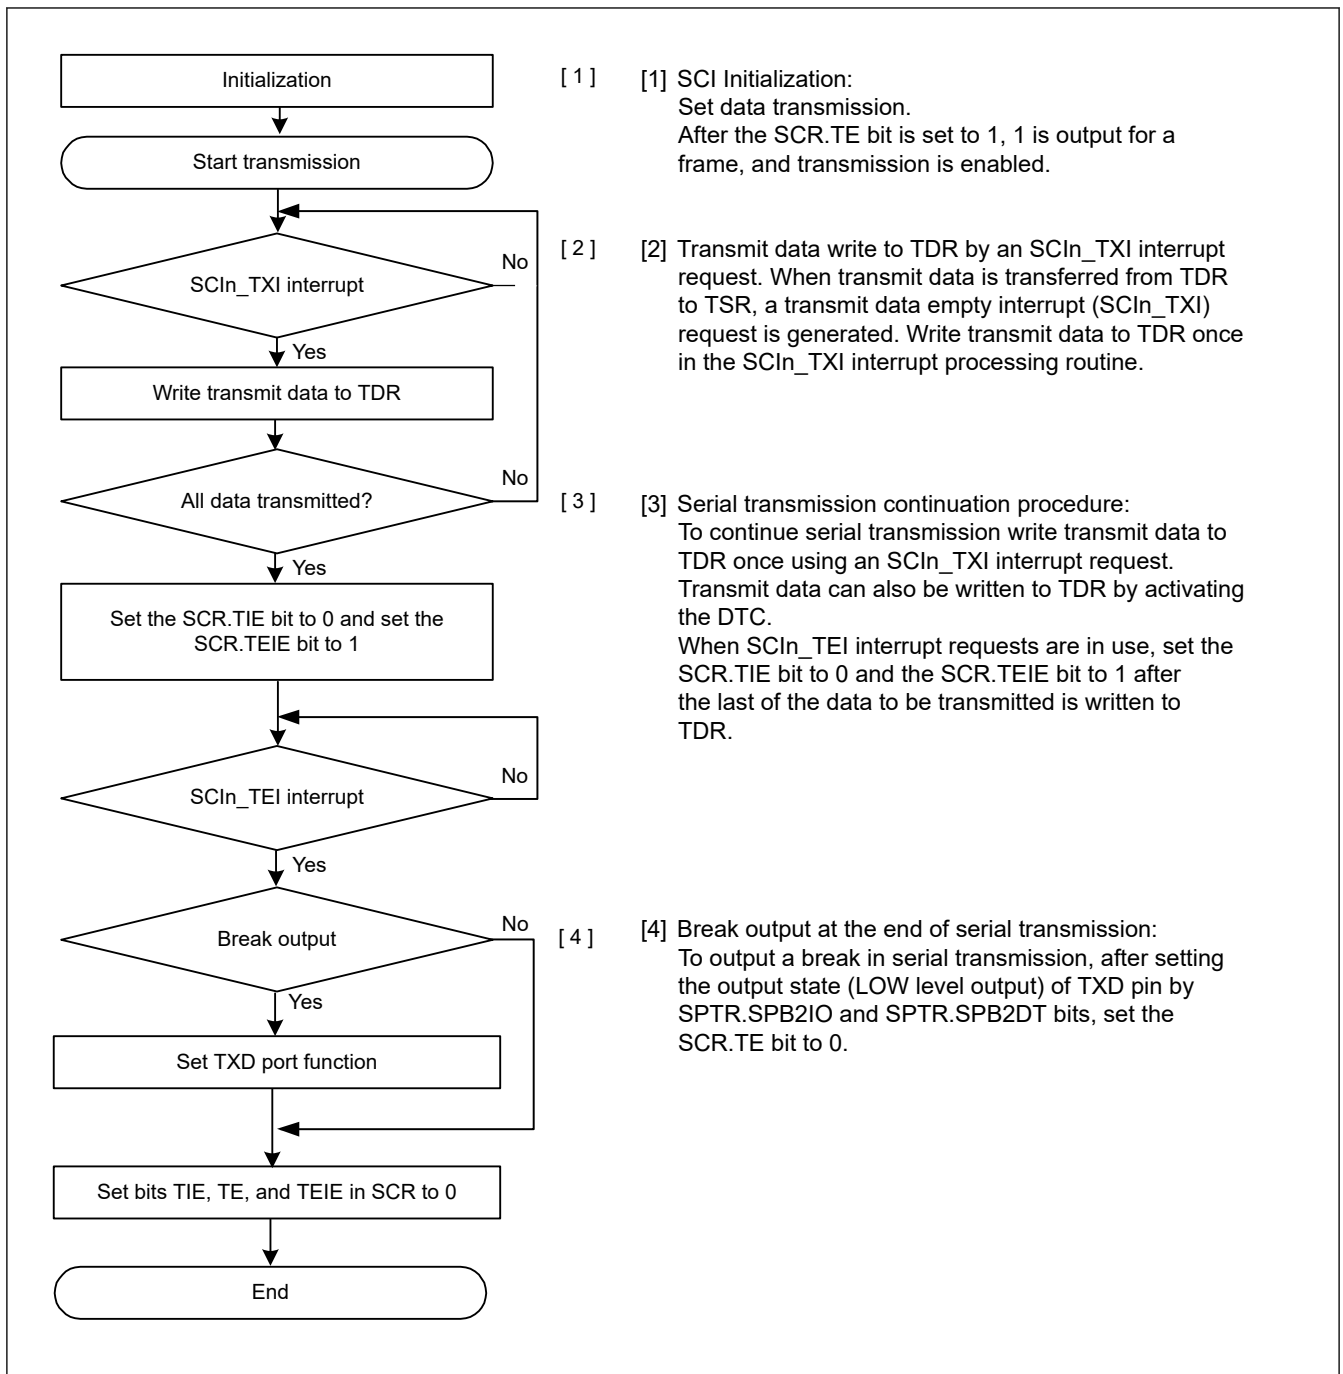 Initialization
[ 1 ]
[1] SCI Initialization:
Set data transmission.
After the SCR.TE bit is set to 1, 1 is output for a
frame, and transmission is enabled.
Start transmission
SCIn_TXI interrupt
No
Yes
[ 2 ]
[2] Transmit data write to TDR by an SCIn_TXI interrupt
request. When transmit data is transferred from TDR
to TSR, a transmit data empty interrupt (SCIn_TXI)
request is generated. Write transmit data to TDR once
in the SCIn_TXI interrupt processing routine.
Write transmit data to TDR
All data transmitted?
No
Yes
[ 3 ]
[3] Serial transmission continuation procedure:
To continue serial transmission write transmit data to
TDR once using an SCIn_TXI interrupt request.
Transmit data can also be written to TDR by activating
the DTC.
When SCIn_TEI interrupt requests are in use, set the
SCR.TIE bit to 0 and the SCR.TEIE bit to 1 after
the last of the data to be transmitted is written to
TDR.
Set the SCR.TIE bit to 0 and set the
SCR.TEIE bit to 1
SCIn_TEI interrupt
No
Yes
Break output
No
Yes
[ 4 ]
[4] Break output at the end of serial transmission:
To output a break in serial transmission, after setting
the output state (LOW level output) of TXD pin by
SPTR.SPB2IO and SPTR.SPB2DT bits, set the
SCR.TE bit to 0.
Set TXD port function
Set bits TIE, TE, and TEIE in SCR to 0
End